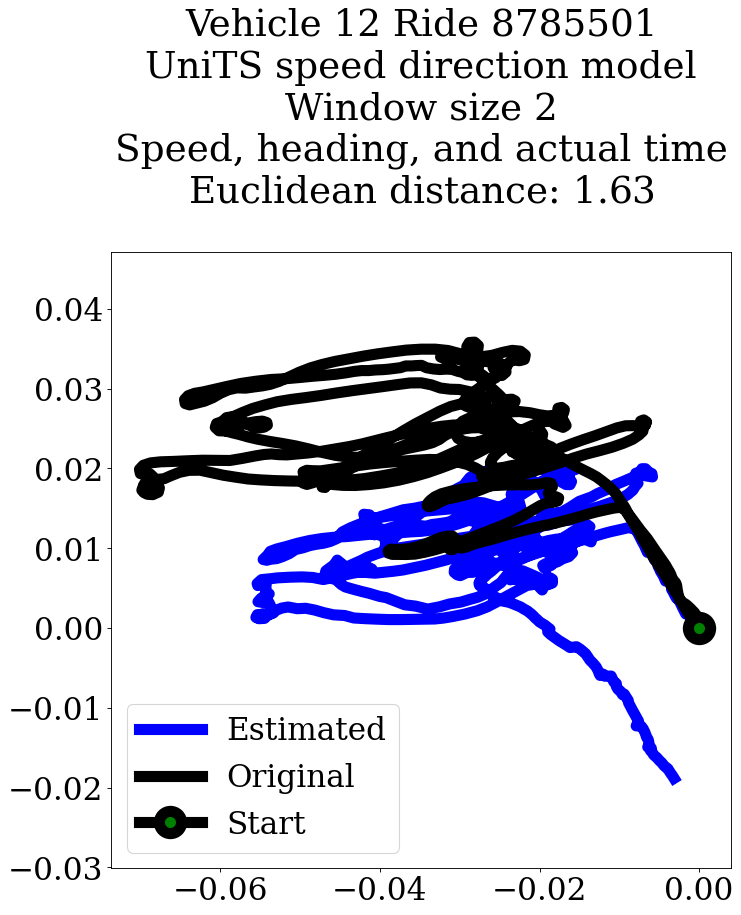 Vehicle 12 Ride 8785501
UniTS speed direction model
Window size 2
Speed, heading, and actual time
Euclidean distance: 1.63
0.04
0.03
0.02
0.01
0.00
−0.01
−0.02
−0.03
Estimated
Original
Start
−0.06 −0.04 −0.02 0.00